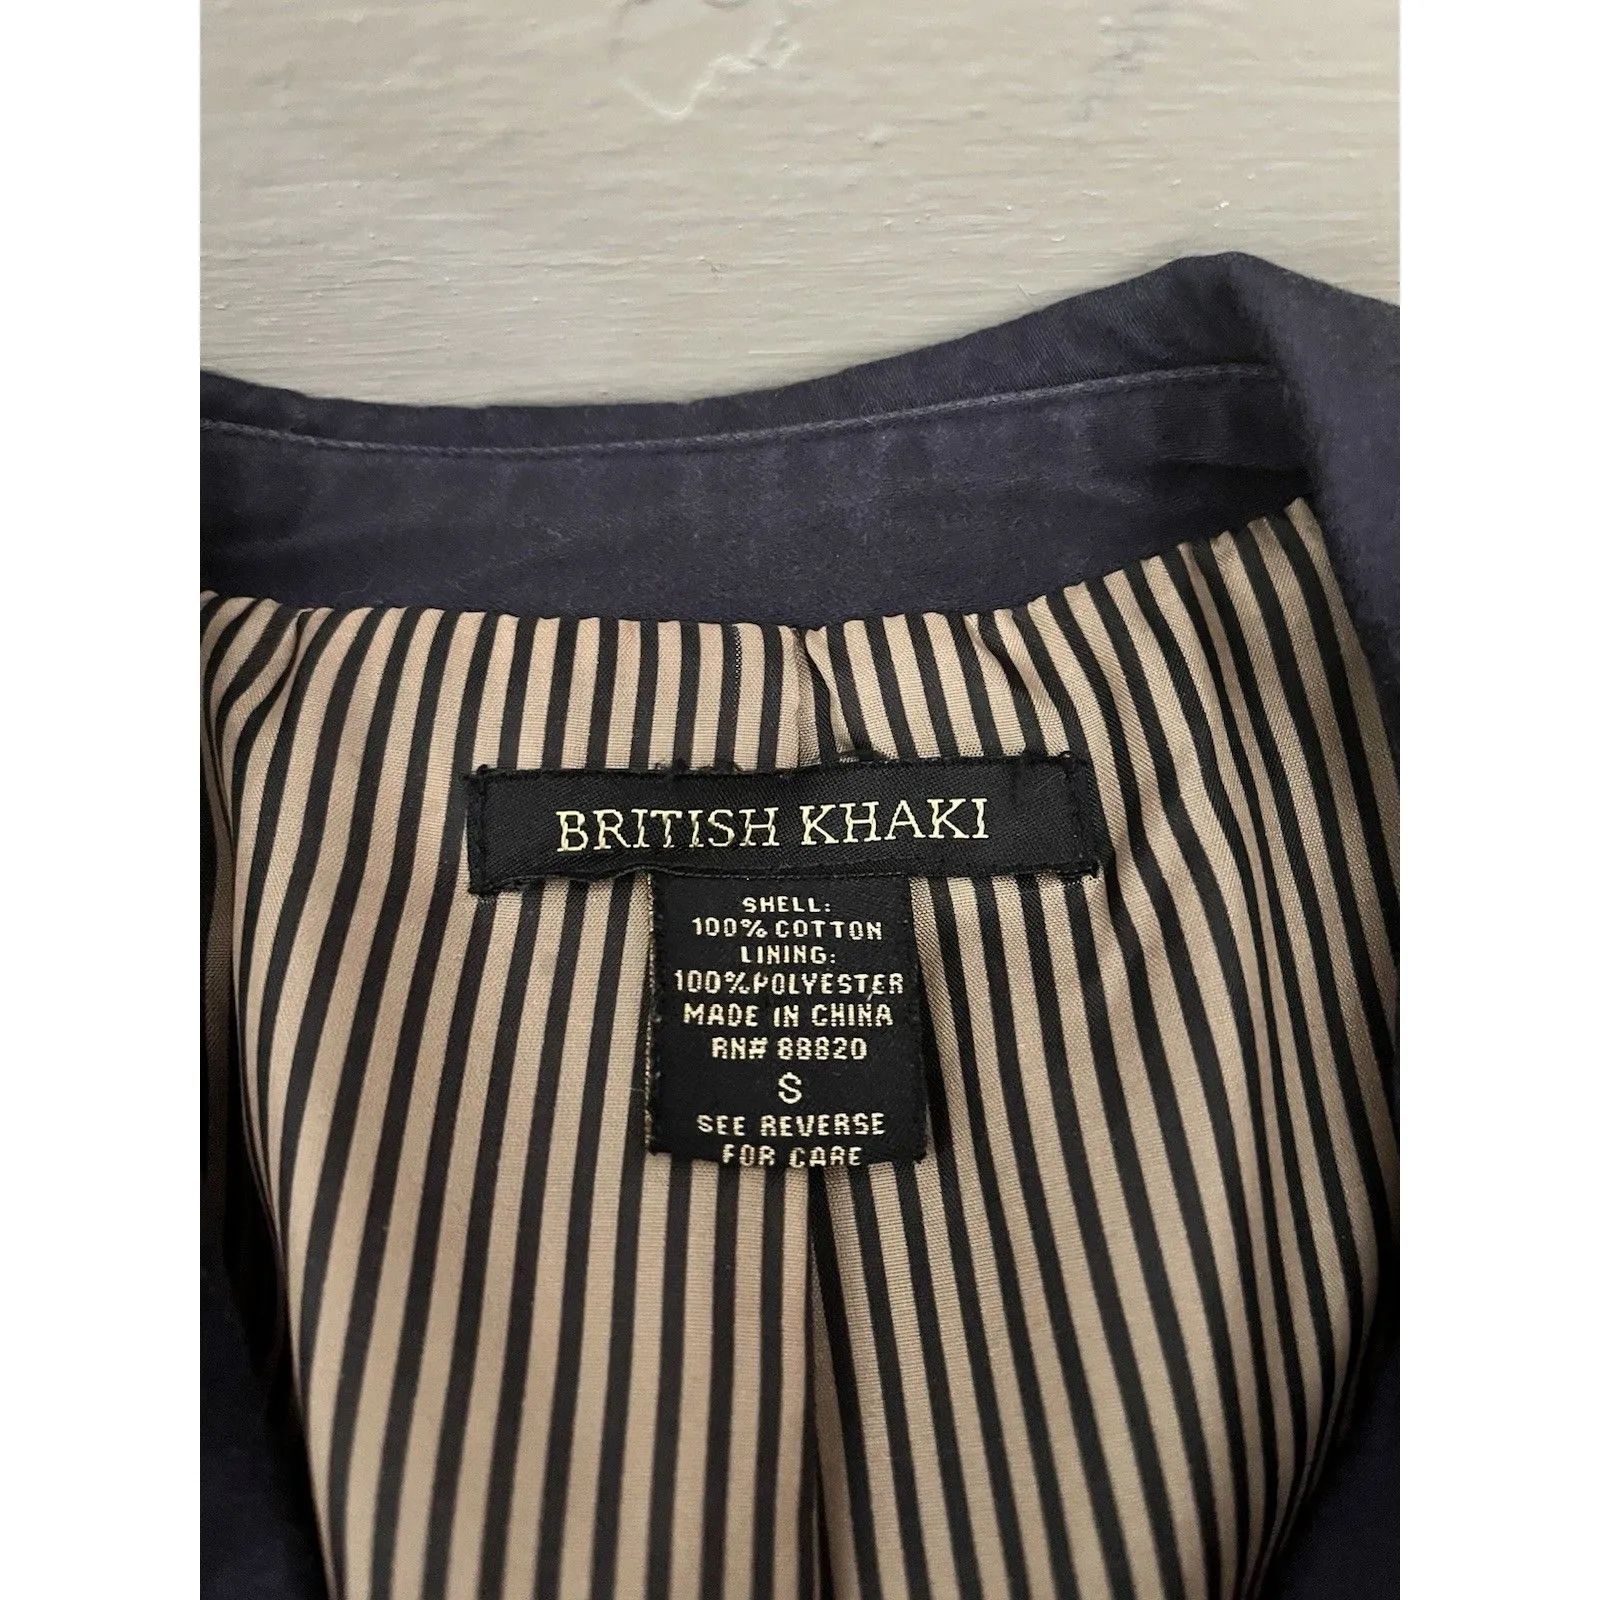 BRITISH KHAKI
SHELL:
100% COTTON
LINING:
100%POLYESTER
MADE IN CHINA
RN# 88820
S
SEE REVERSE
FOR CARE